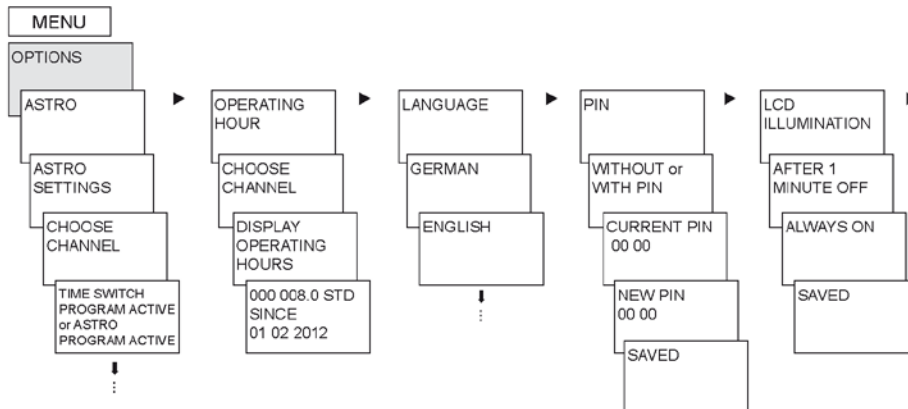 MENU
OPTIONS
ASTRO
ASTRO
SETTINGS
CHOOSE
CHANNEL
TIME SWITCH
PROGRAM ACTIVE
or ASTRO
PROGRAM ACTIVE
OPERATING
HOUR
CHOOSE
CHANNEL
DISPLAY
OPERATING
HOURS
000 008.0 STD
SINCE
01 02 2012
LANGUAGE
GERMAN
ENGLISH
PIN
WITHOUT or
WITH PIN
CURRENT PIN
00 00
NEW PIN
00 00
SAVED
LCD
ILLUMINATION
AFTER 1
MINUTE OFF
ALWAYS ON
SAVED